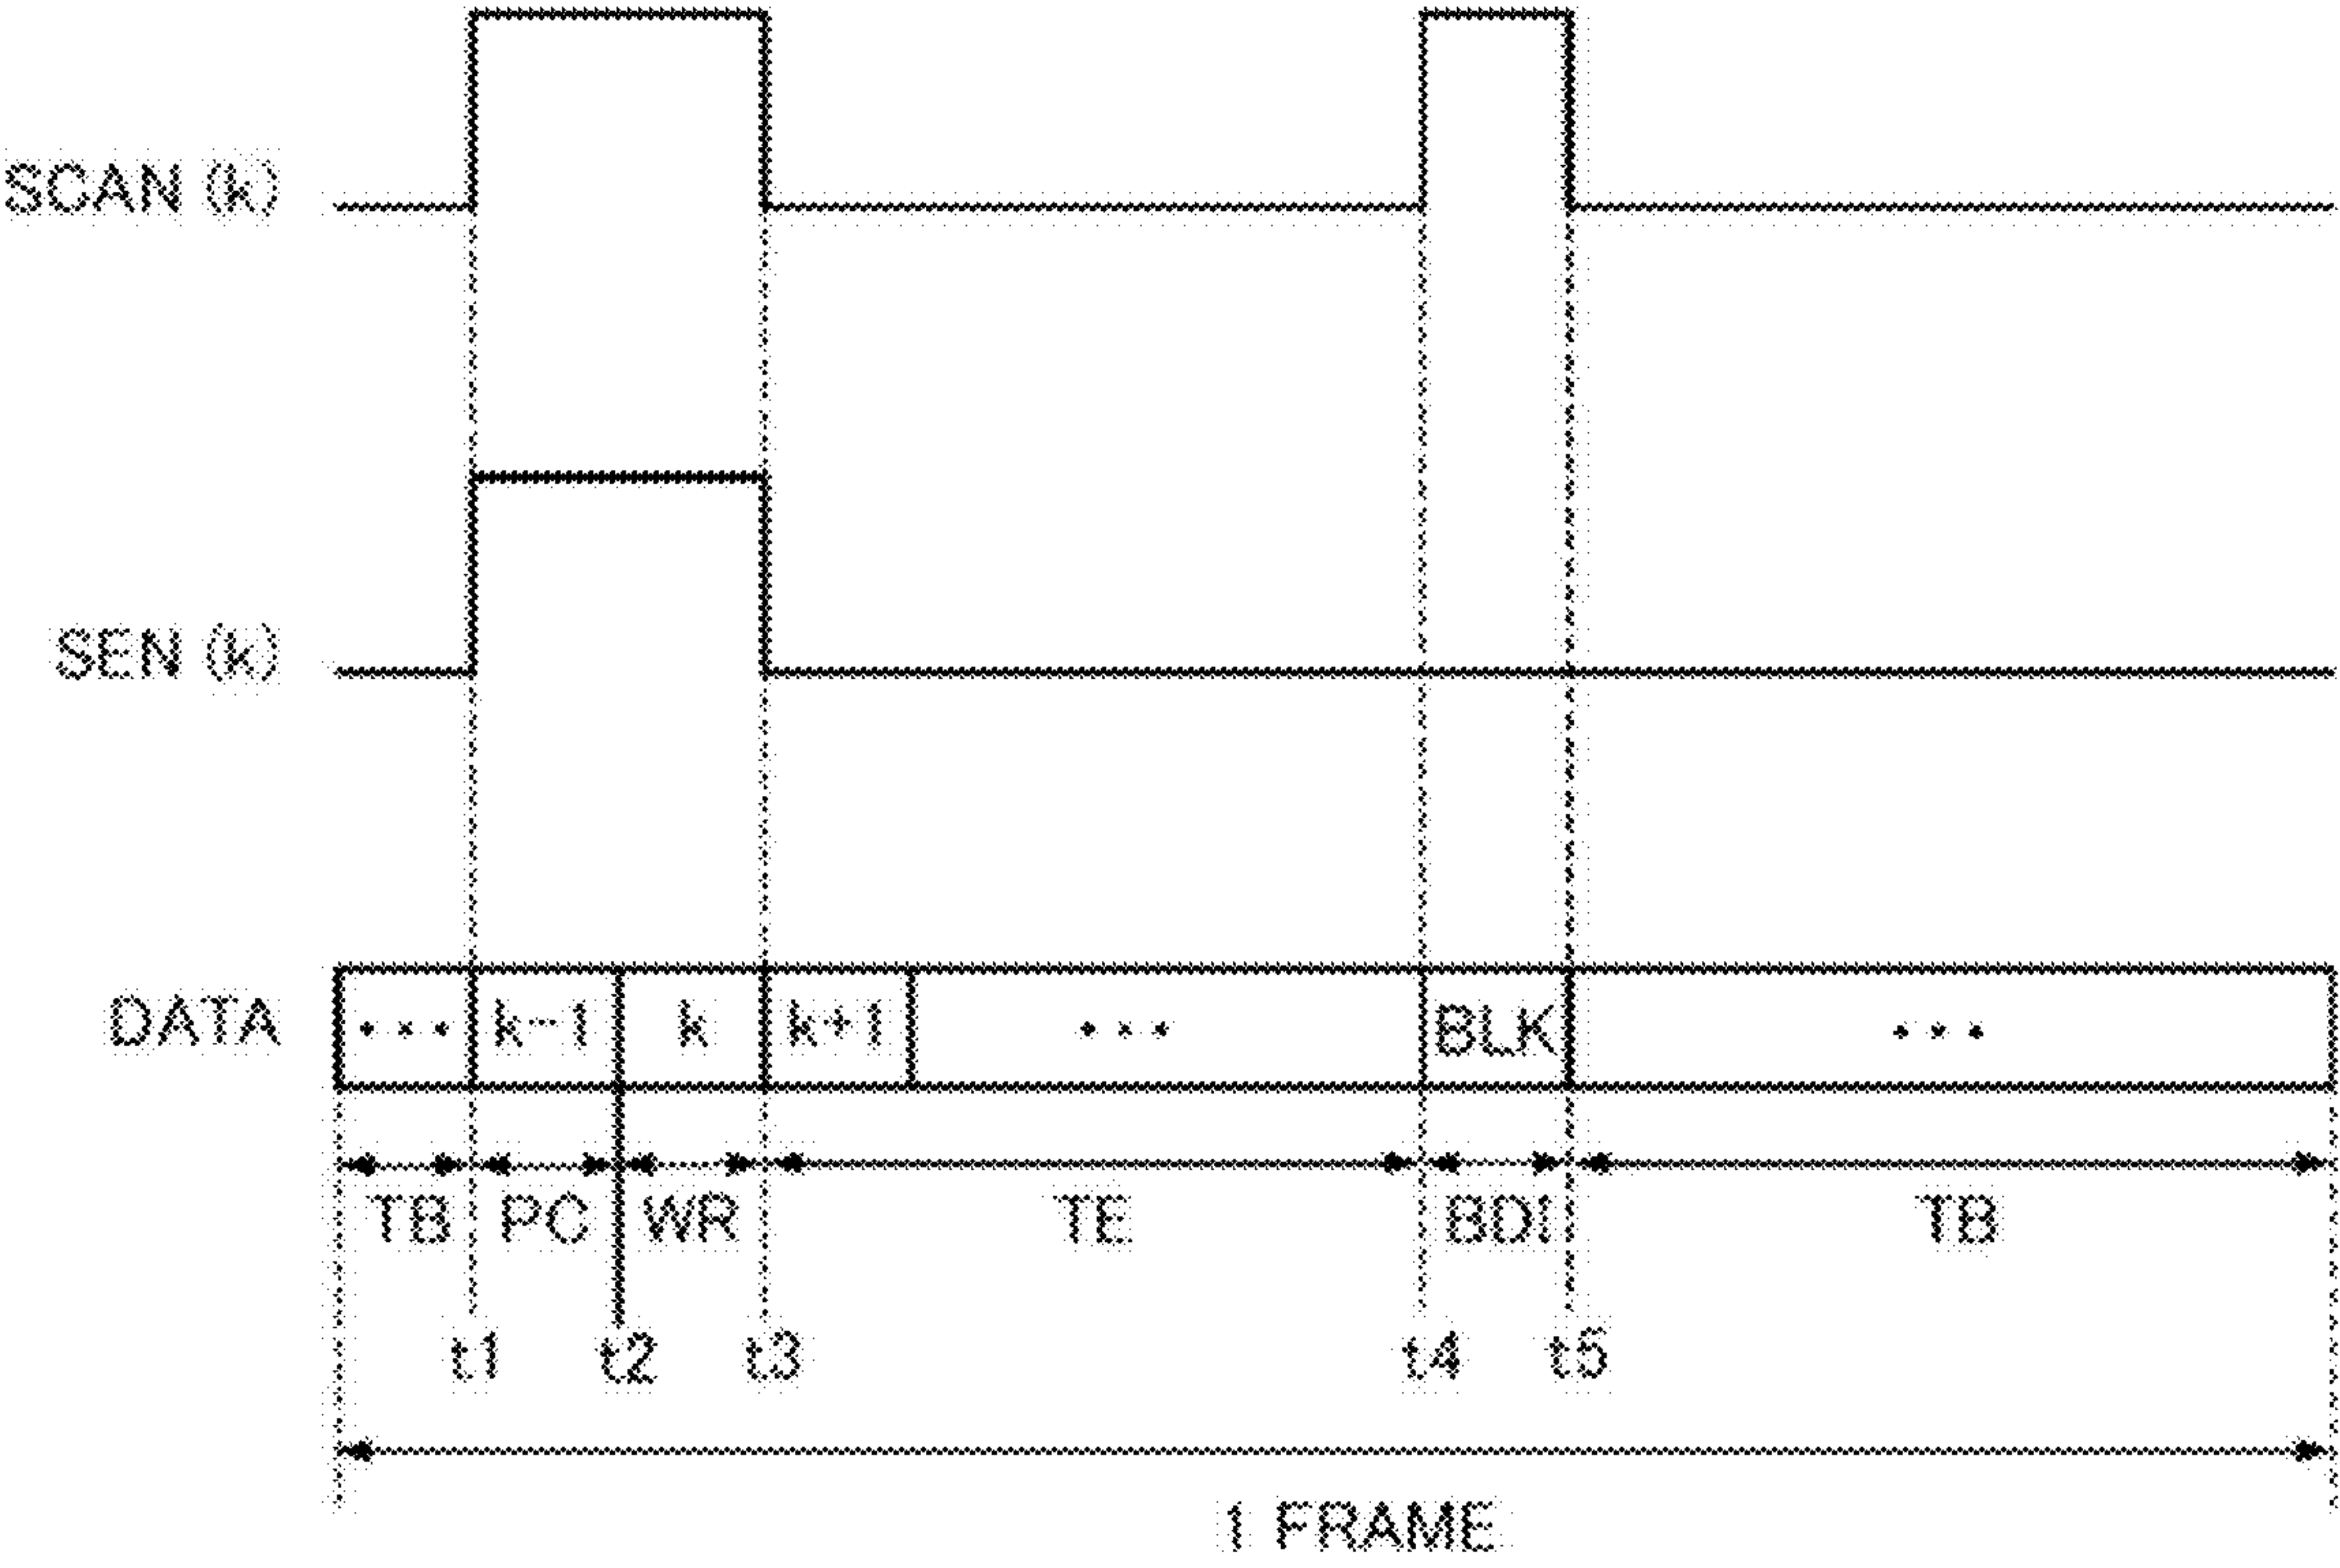 SCAN (k)
SEN (k)
DATA ... k-1 k k+1 ... BLK ...
TB PC WR TE BDI TB
t1 t2 t3 t4 t5
1 FRAME